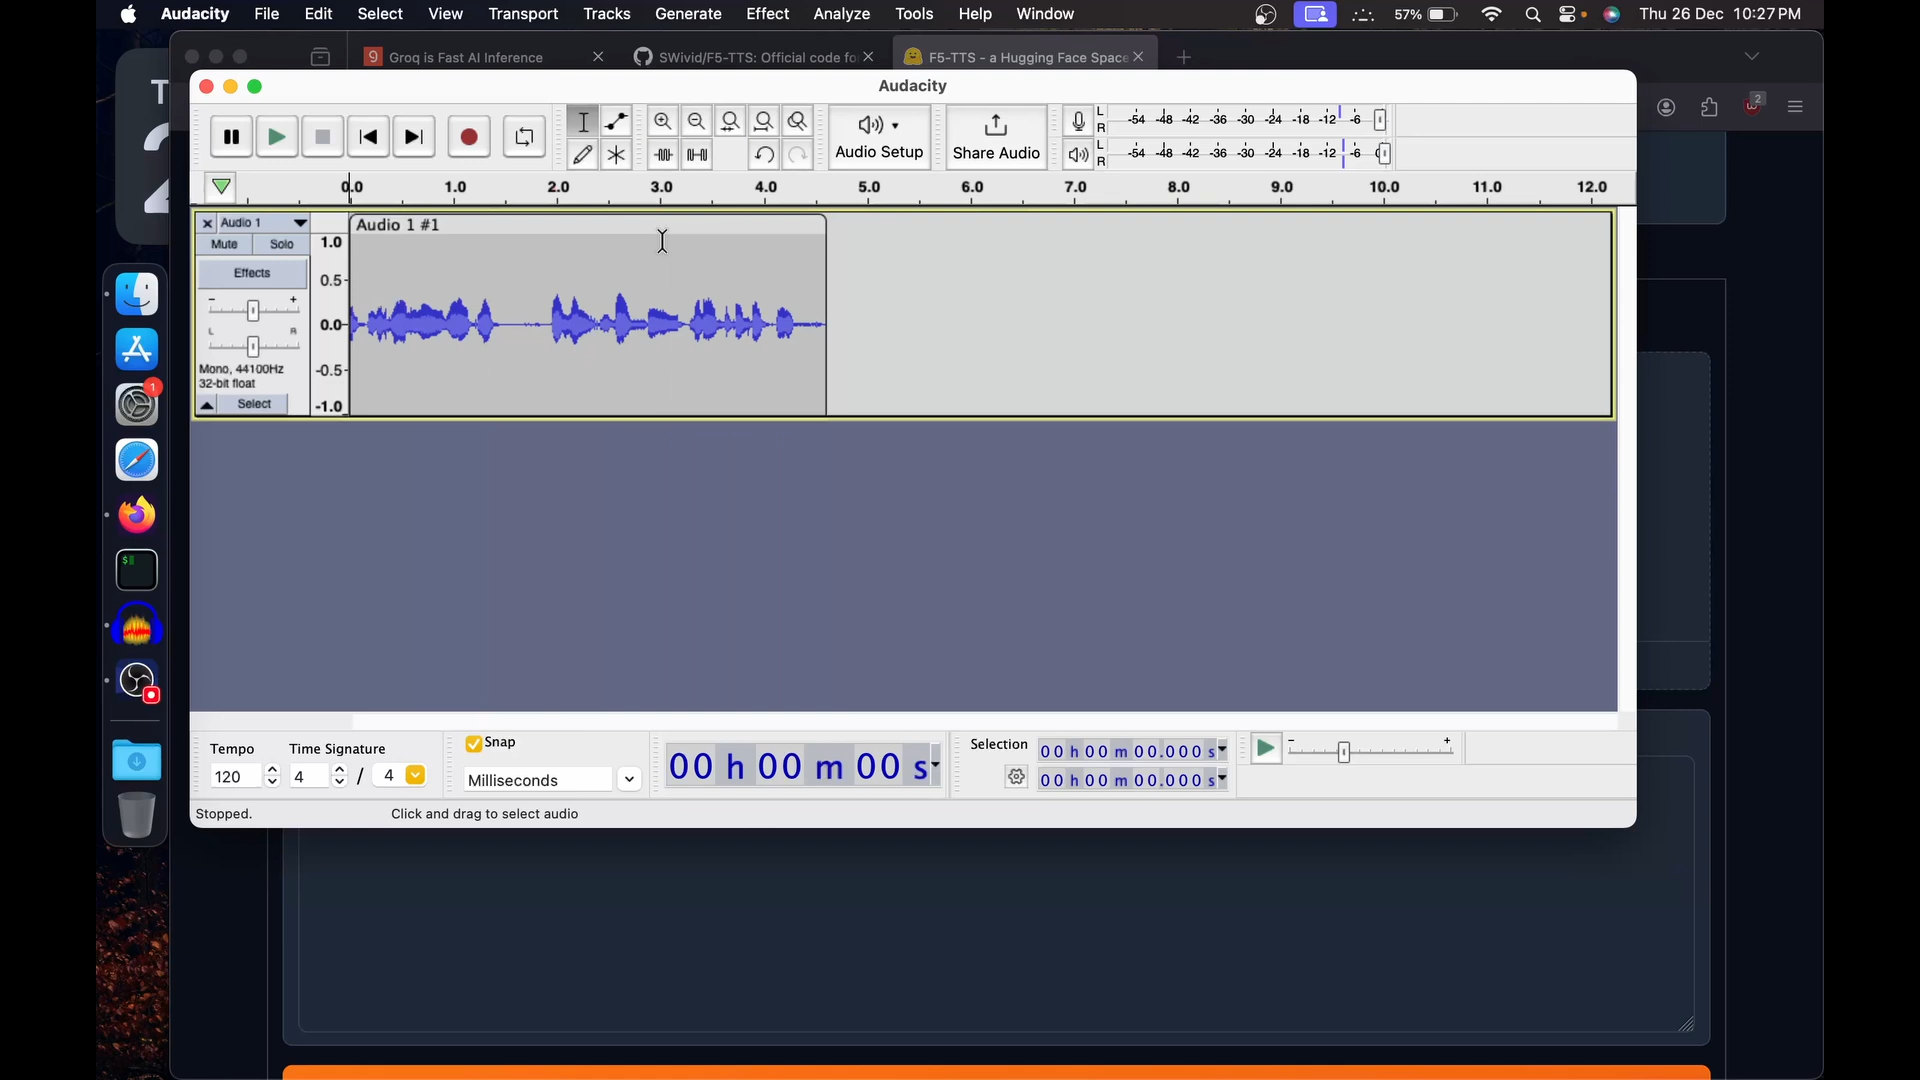 Audacity File Edit Select View Transport Tracks Generate Effect Analyze Tools Help Window 57% Thu 26 Dec 10:27 PM
Groq is Fast AI Inference SWivid/F5-TTS: Official code fo F5-TTS - a Hugging Face Space
Audacity
2
Audio Setup
Share Audio
L
R
-54 -48 -42 -36 -30 -24 -18 -12 -6
L
R
-54 -48 -42 -36 -30 -24 -18 -12 -6
0.0 1.0 2.0 3.0 4.0 5.0 6.0 7.0 8.0 9.0 10.0 11.0 12.0
Audio 1
Audio 1 #1
Mute Solo
Effects
- +
L R
Mono, 44100Hz
32-bit float
Select
1.0
0.5
0.0
-0.5
-1.0
1
Tempo
120
Time Signature
4 / 4
Snap
Milliseconds
00 h 00 m 00 s
Selection
00 h 00 m 00.000 s
00 h 00 m 00.000 s
- +
Stopped. Click and drag to select audio